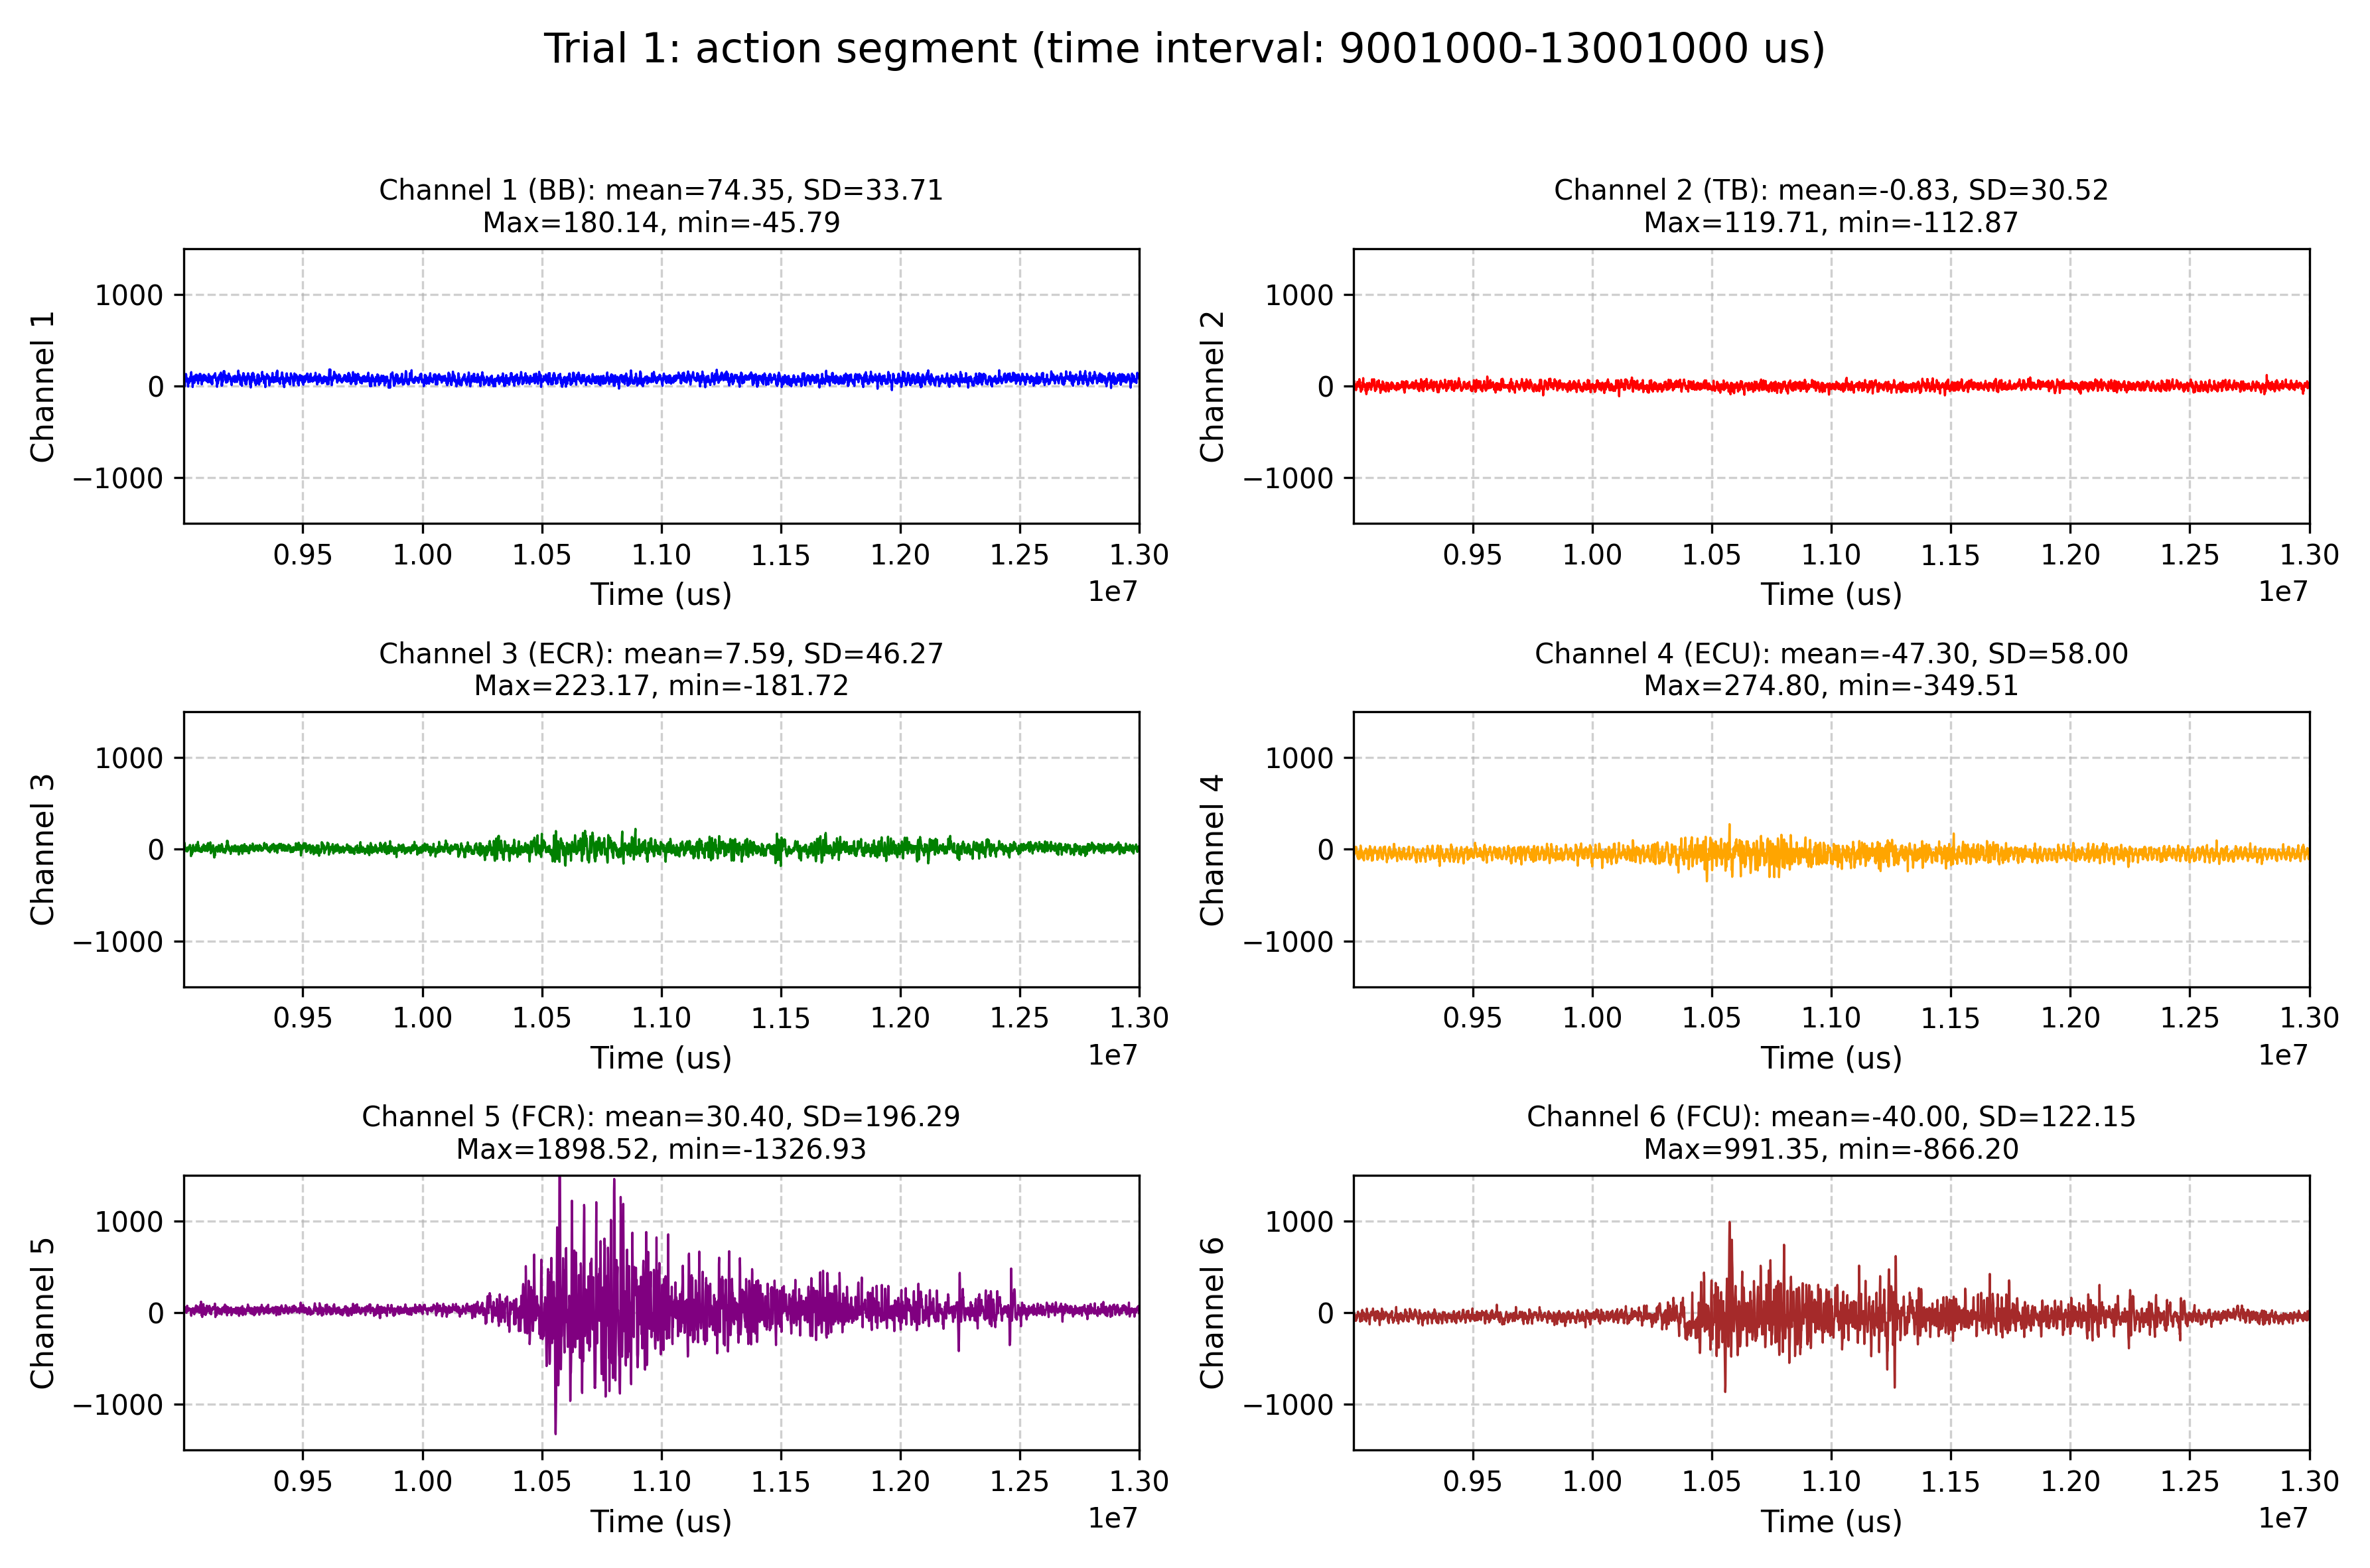 Trial 1: action segment (time interval: 9001000-13001000 us)
Channel 1 (BB): mean=74.35, SD=33.71
Max=180.14, min=-45.79
Channel 1
1000
0
−1000
0.95 1.00 1.05 1.10 1.15 1.20 1.25 1.30
Time (us)
1e7
Channel 2 (TB): mean=-0.83, SD=30.52
Max=119.71, min=-112.87
Channel 2
1000
0
−1000
0.95 1.00 1.05 1.10 1.15 1.20 1.25 1.30
Time (us)
1e7
Channel 3 (ECR): mean=7.59, SD=46.27
Max=223.17, min=-181.72
Channel 3
1000
0
−1000
0.95 1.00 1.05 1.10 1.15 1.20 1.25 1.30
Time (us)
1e7
Channel 4 (ECU): mean=-47.30, SD=58.00
Max=274.80, min=-349.51
Channel 4
1000
0
−1000
0.95 1.00 1.05 1.10 1.15 1.20 1.25 1.30
Time (us)
1e7
Channel 5 (FCR): mean=30.40, SD=196.29
Max=1898.52, min=-1326.93
Channel 5
1000
0
−1000
0.95 1.00 1.05 1.10 1.15 1.20 1.25 1.30
Time (us)
1e7
Channel 6 (FCU): mean=-40.00, SD=122.15
Max=991.35, min=-866.20
Channel 6
1000
0
−1000
0.95 1.00 1.05 1.10 1.15 1.20 1.25 1.30
Time (us)
1e7